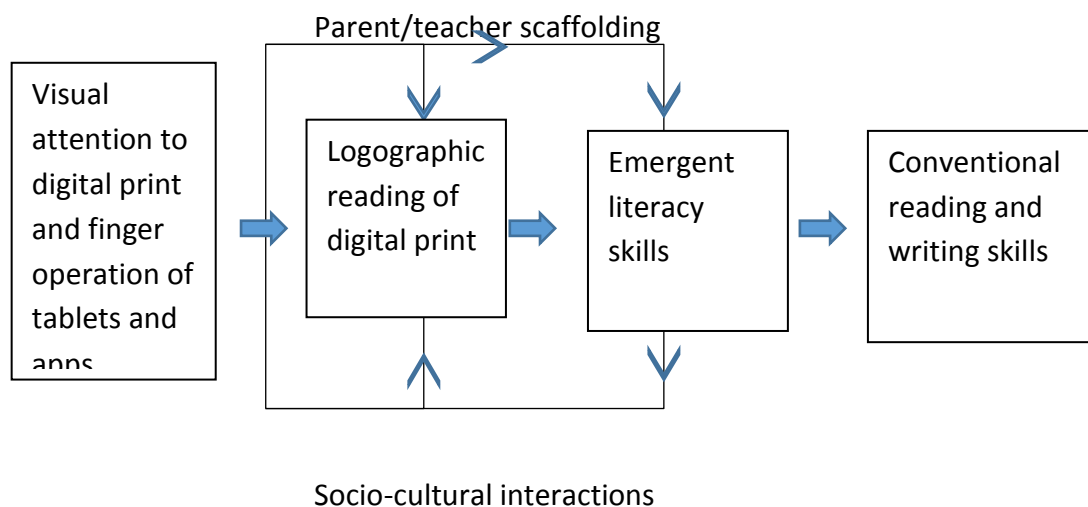 Parent/teacher scaffolding
Visual
attention to
digital print
and finger
operation of
tablets and
apps
Logographic
reading of
digital print
Emergent
literacy
skills
Conventional
reading and
writing skills
Socio-cultural interactions